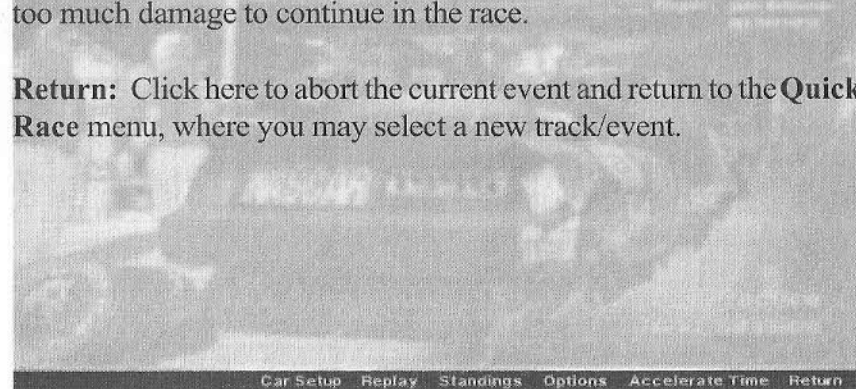 too much damage to continue in the race.
Return: Click here to abort the current event and return to the Quick
Race menu, where you may select a new track/event.
Car Setup Replay Standings Options Accelerate Time Return